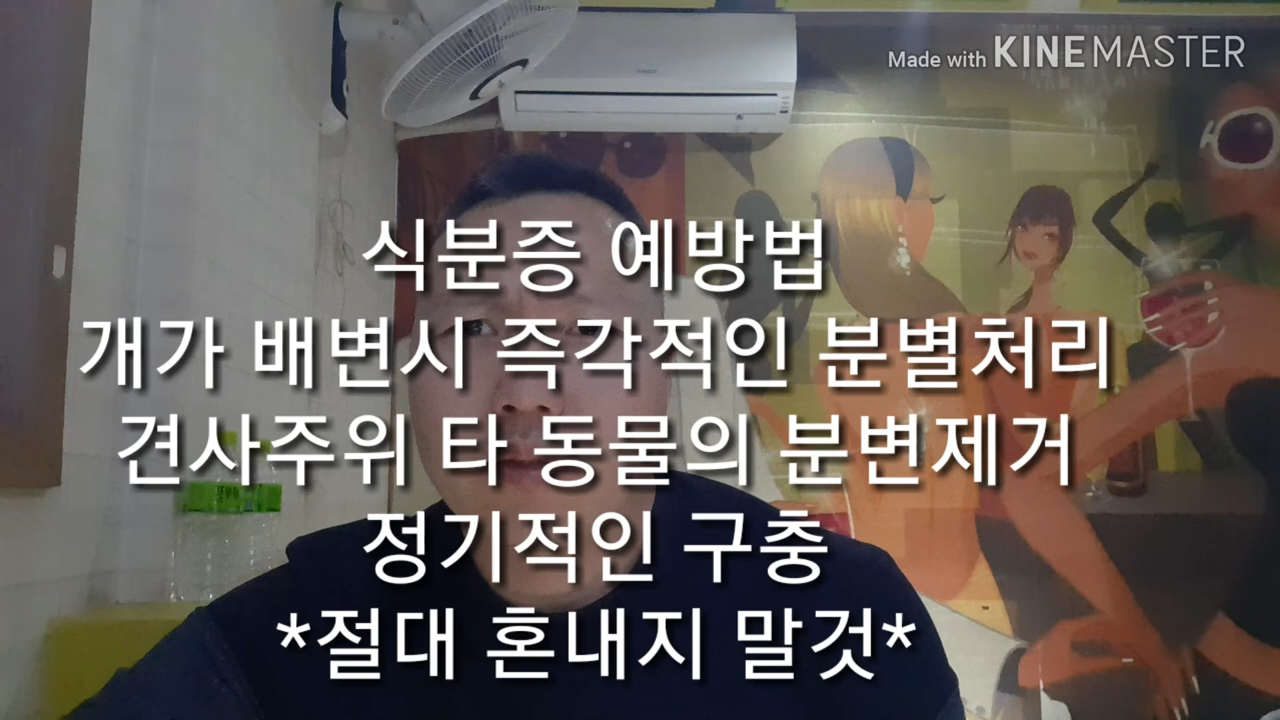 Made with KINEMASTER
식분증 예방법
개가 배변시 즉각적인 분별처리
견사주위 타 동물의 분변제거
정기적인 구충
*절대 혼내지 말것*